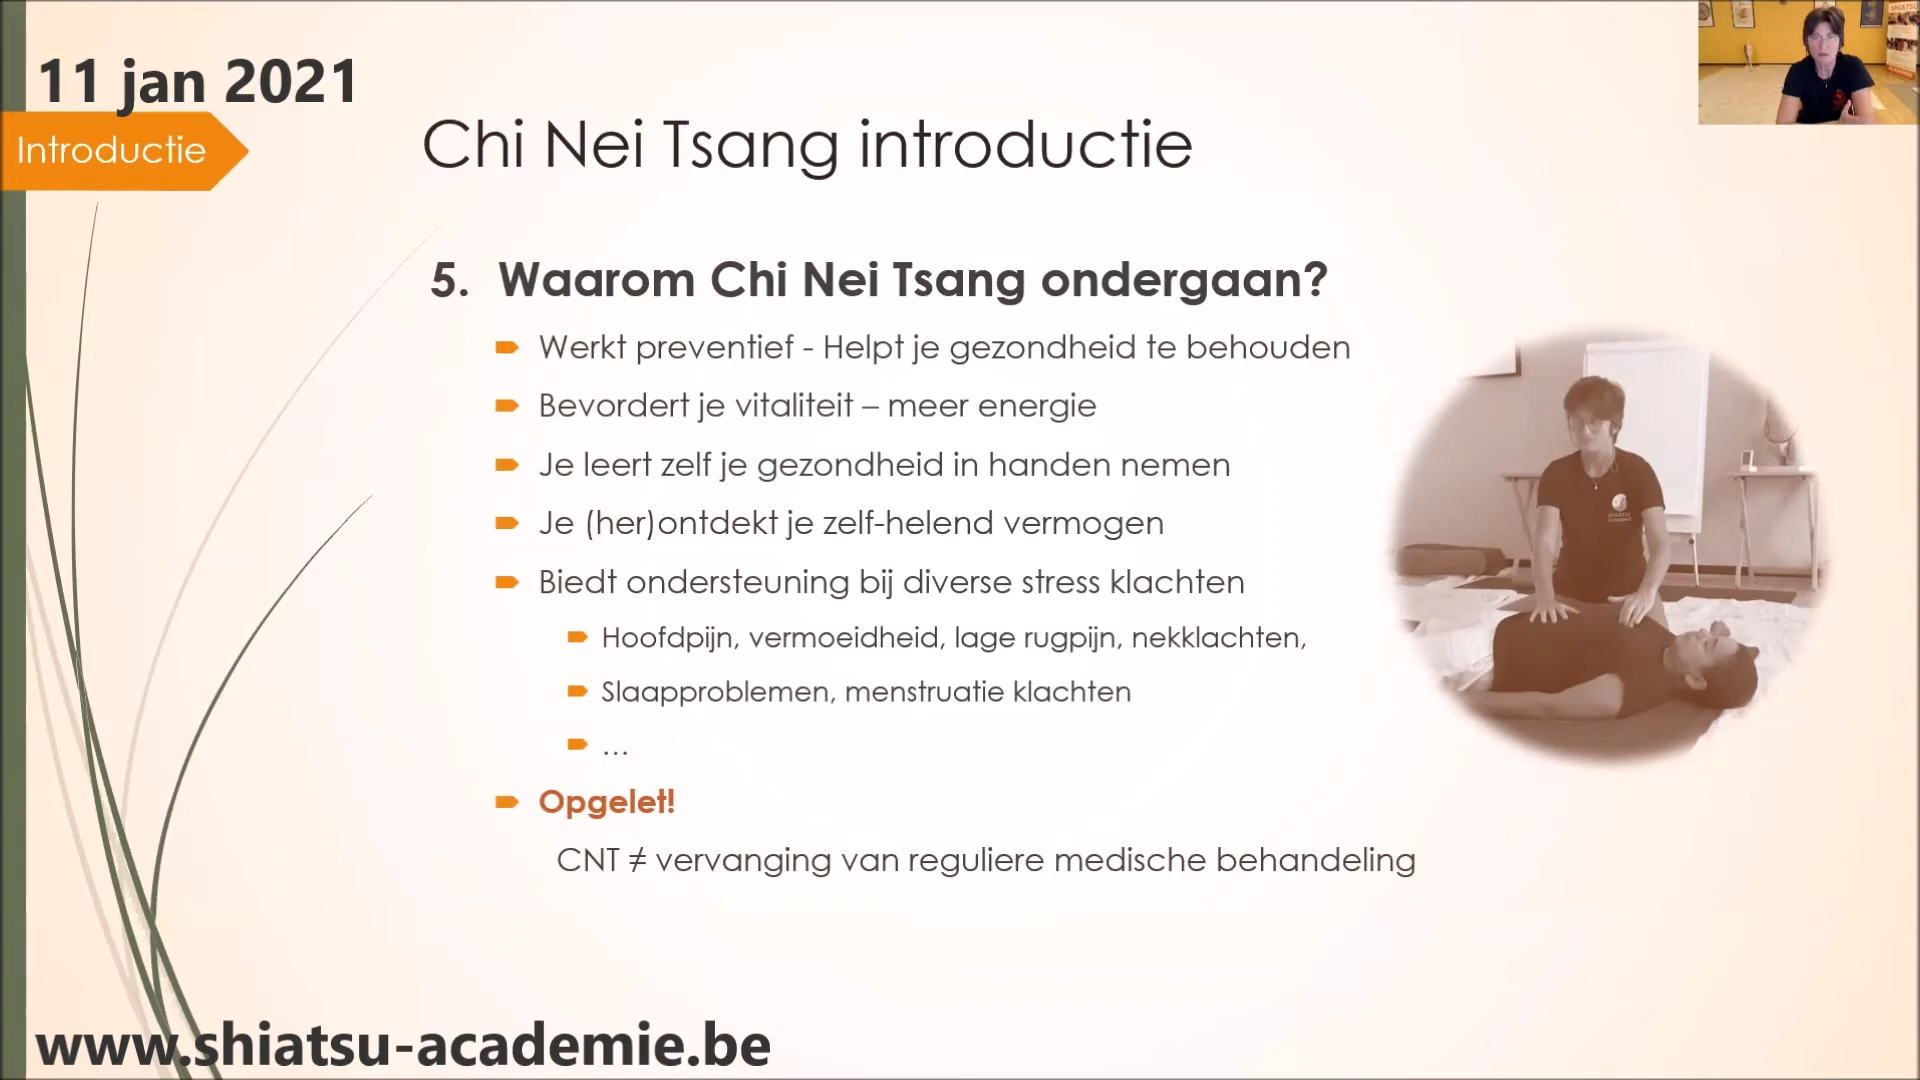 11 jan 2021
Introductie
Chi Nei Tsang introductie
5. Waarom Chi Nei Tsang ondergaan?
Werkt preventief - Helpt je gezondheid te behouden
Bevordert je vitaliteit – meer energie
Je leert zelf je gezondheid in handen nemen
Je (her)ontdekt je zelf-helend vermogen
Biedt ondersteuning bij diverse stress klachten
Hoofdpijn, vermoeidheid, lage rugpijn, nekklachten,
Slaapproblemen, menstruatie klachten
...
Opgelet!
CNT ≠ vervanging van reguliere medische behandeling
SHIATSU
www.shiatsu-academie.be